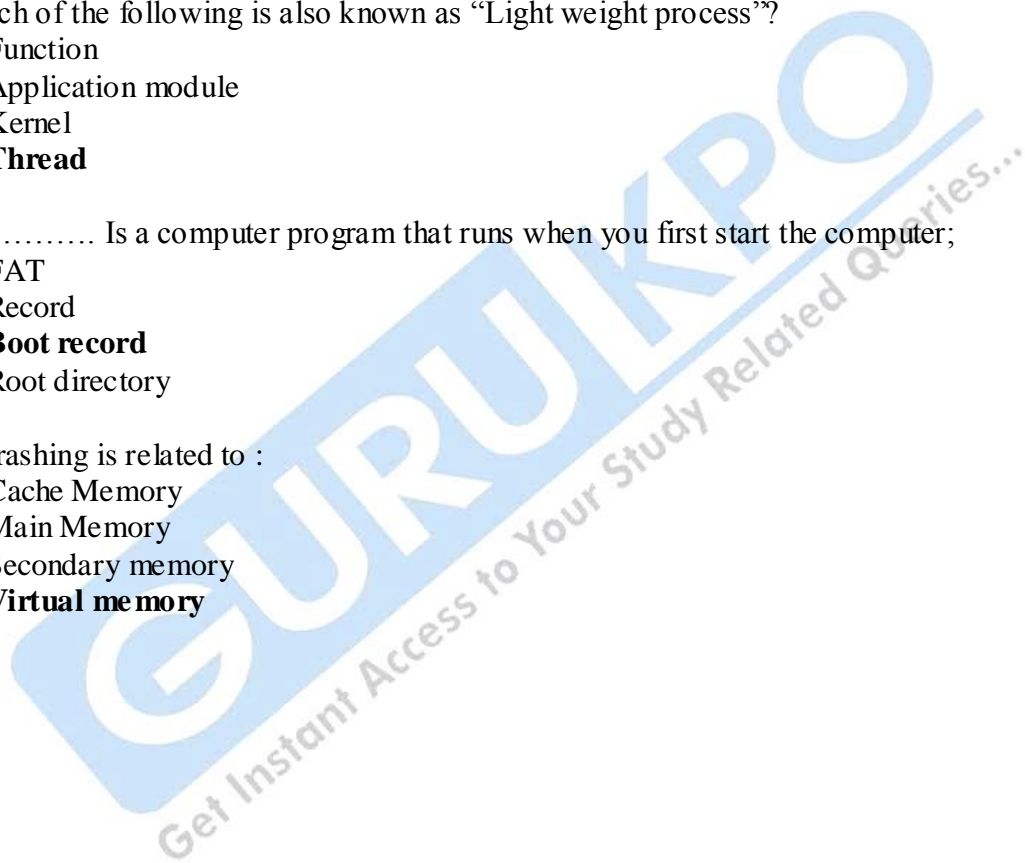 ch of the following is also known as “Light weight process”?
Function
Application module
Kernel
Thread
………. Is a computer program that runs when you first start the computer;
FAT
Record
Boot record
Root directory
rashing is related to :
Cache Memory
Main Memory
Secondary memory
Virtual memory
GURUKPO
Get Instant Access to Your Study Related Queries...